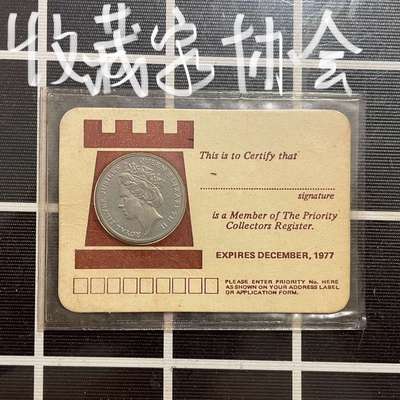 收藏家协会
This is to Certify that
signature
is a Member of The Priority
Collectors Register.
EXPIRES DECEMBER, 1977
PLEASE ENTER PRIORITY No. HERE
AS SHOWN ON YOUR ADDRESS LABEL
OR APPLICATION FORM.